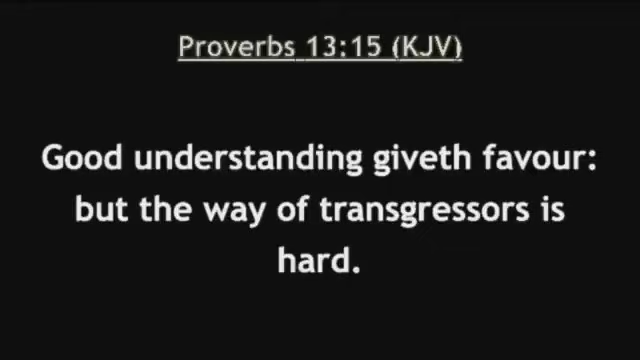 Proverbs 13:15 (KJV)
Good understanding giveth favour:
but the way of transgressors is
hard.